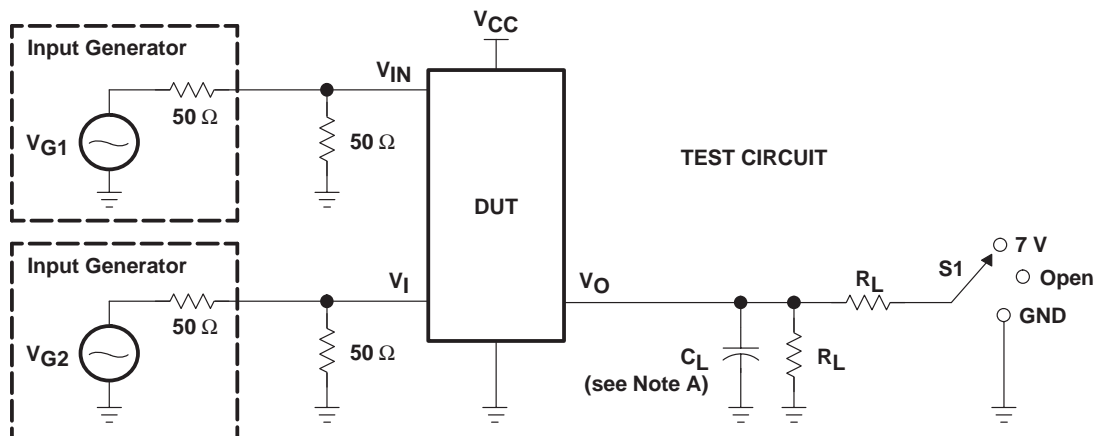 VCC
Input Generator
VIN
50 Ω
VG1
50 Ω
TEST CIRCUIT
DUT
7 V
Input Generator
S1
Open
VI
VO
RL
50 Ω
GND
VG2
50 Ω
CL
RL
(see Note A)